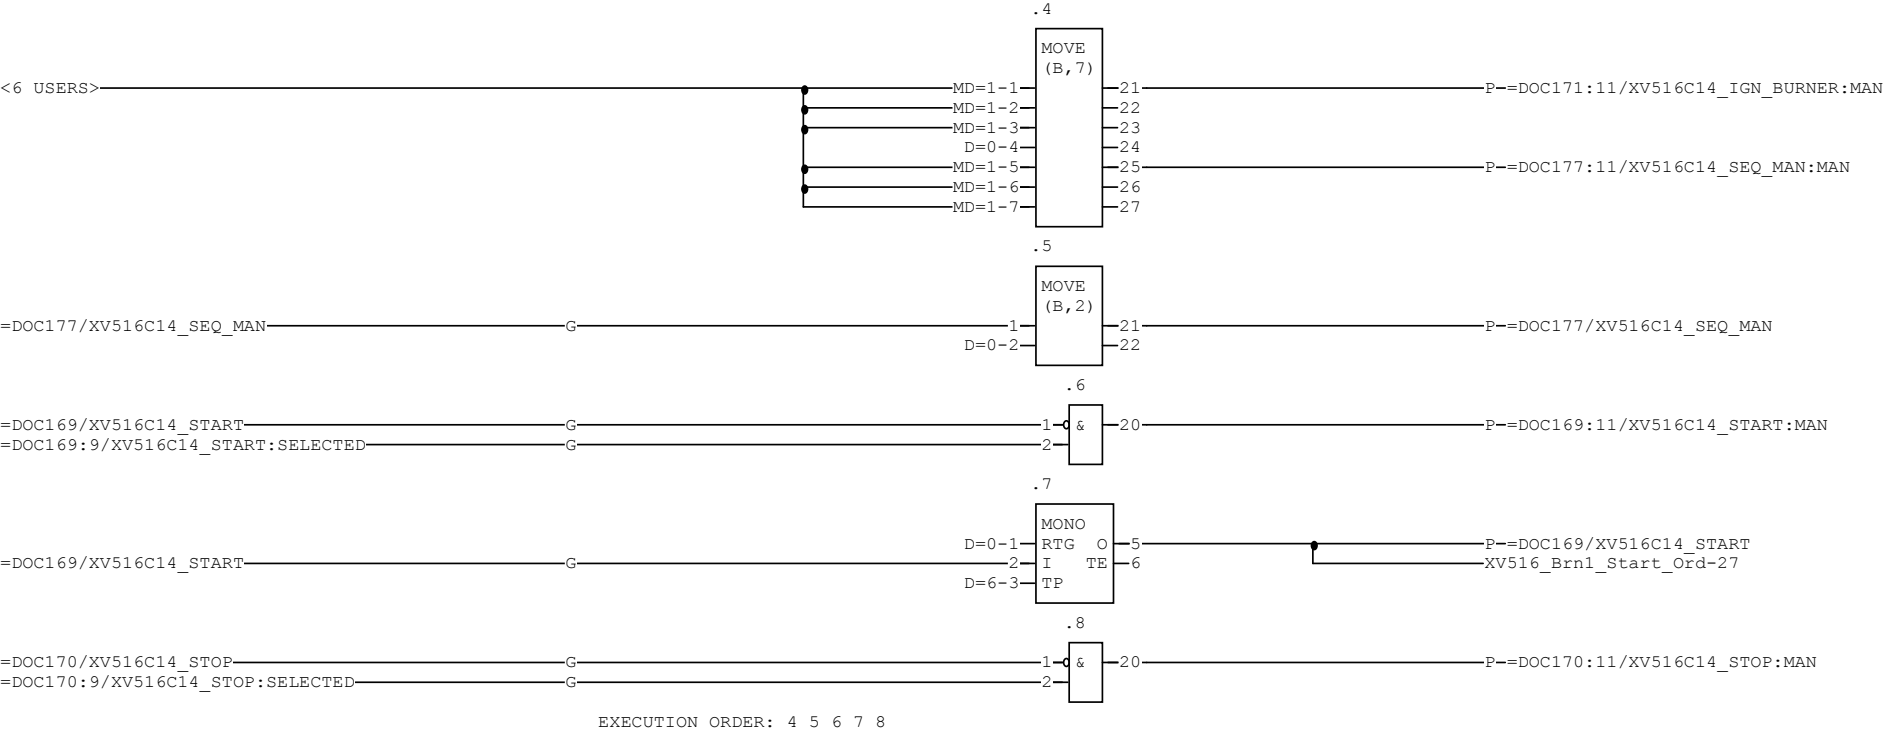 .4
MOVE
(B,7)
<6 USERS> MD=1-1 21 P-=DOC171:11/XV516C14_IGN_BURNER:MAN
MD=1-2 22
MD=1-3 23
D=0-4 24
MD=1-5 25 P-=DOC177:11/XV516C14_SEQ_MAN:MAN
MD=1-6 26
MD=1-7 27
.5
MOVE
(B,2)
=DOC177/XV516C14_SEQ_MAN G 1 21 P-=DOC177/XV516C14_SEQ_MAN
D=0-2 22
.6
=DOC169/XV516C14_START G 1 & 20 P-=DOC169:11/XV516C14_START:MAN
=DOC169:9/XV516C14_START:SELECTED G 2
.7
MONO
D=0-1 RTG O 5 P-=DOC169/XV516C14_START
=DOC169/XV516C14_START G 2 I TE 6 XV516_Brn1_Start_Ord-27
D=6-3 TP
.8
=DOC170/XV516C14_STOP G 1 & 20 P-=DOC170:11/XV516C14_STOP:MAN
=DOC170:9/XV516C14_STOP:SELECTED G 2
EXECUTION ORDER: 4 5 6 7 8